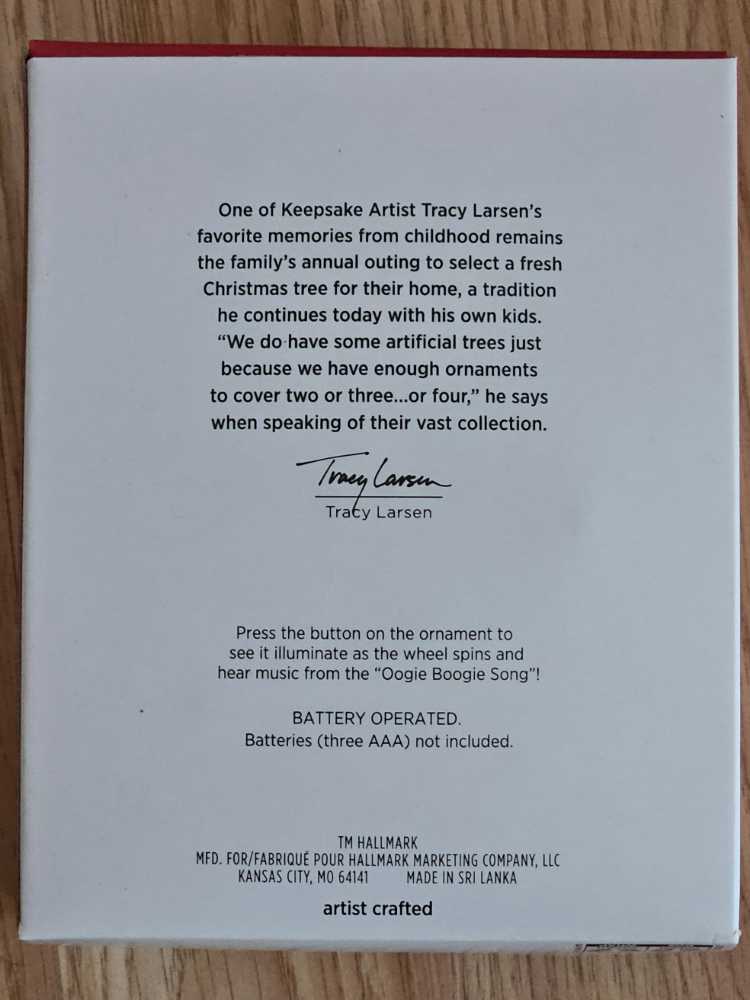 One of Keepsake Artist Tracy Larsen's
favorite memories from childhood remains
the family's annual outing to select a fresh
Christmas tree for their home, a tradition
he continues today with his own kids.
“We do have some artificial trees just
because we have enough ornaments
to cover two or three...or four,” he says
when speaking of their vast collection.
Tracy Larsen
Tracy Larsen
Press the button on the ornament to
see it illuminate as the wheel spins and
hear music from the “Oogie Boogie Song”!
BATTERY OPERATED.
Batteries (three AAA) not included.
TM HALLMARK
MFD. FOR/FABRIQUÉ POUR HALLMARK MARKETING COMPANY, LLC
KANSAS CITY, MO 64141 MADE IN SRI LANKA
artist crafted